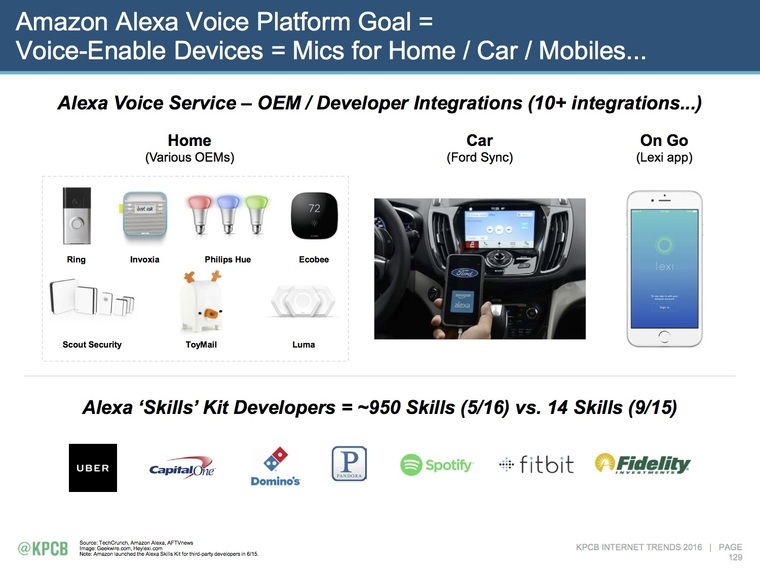 Amazon Alexa Voice Platform Goal =
Voice-Enable Devices = Mics for Home / Car / Mobiles...
Alexa Voice Service – OEM / Developer Integrations (10+ integrations...)
Home
(Various OEMs)
Car
(Ford Sync)
On Go
(Lexi app)
Just ask
72
Ring
Invoxia
Philips Hue
Ecobee
Scout Security
ToyMail
Luma
Ford
alexa
lexi
Alexa ‘Skills’ Kit Developers = ~950 Skills (5/16) vs. 14 Skills (9/15)
UBER
Capital One
Domino's
P
PANDORA
Spotify
fitbit
Fidelity
INVESTMENTS
@KPCB
Source: TechCrunch, Amazon Alexa, AFTVnews
Image: Geekwire.com, Heylexi.com
Note: Amazon launched the Alexa Skills Kit for third-party developers in 6/15.
KPCB INTERNET TRENDS 2016 | PAGE
129